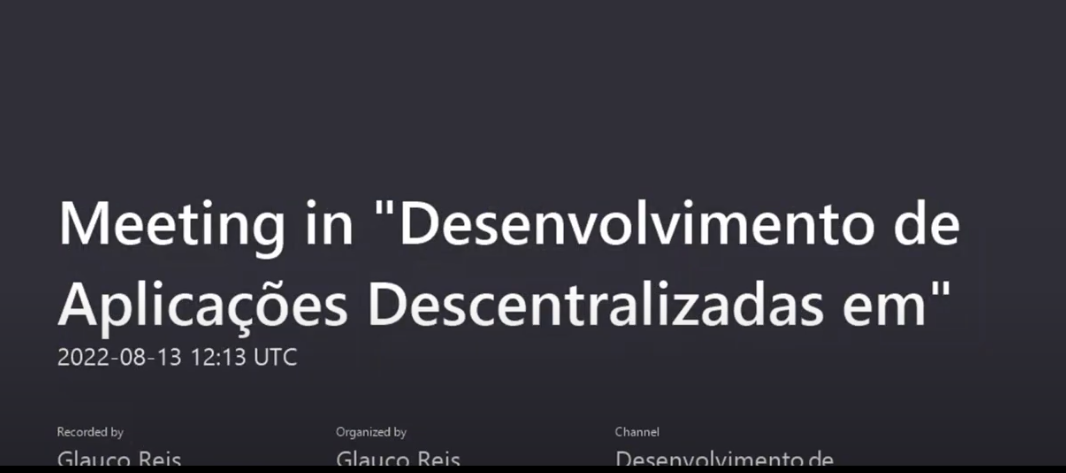 Meeting in "Desenvolvimento de
Aplicações Descentralizadas em"
2022-08-13 12:13 UTC
Recorded by Organized by Channel
Glauco Reis Glauco Reis Desenvolvimento de